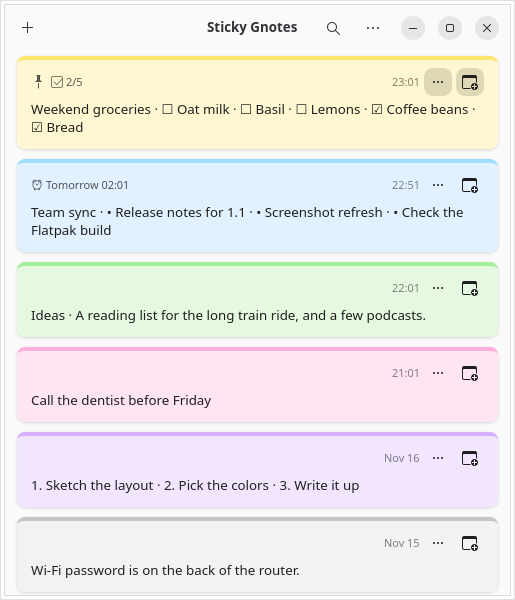 Sticky Gnotes
2/5
23:01
Weekend groceries · ☐ Oat milk · ☐ Basil · ☐ Lemons · ☑ Coffee beans ·
☑ Bread
Tomorrow 02:01
22:51
Team sync · • Release notes for 1.1 · • Screenshot refresh · • Check the
Flatpak build
22:01
Ideas · A reading list for the long train ride, and a few podcasts.
21:01
Call the dentist before Friday
Nov 16
1. Sketch the layout · 2. Pick the colors · 3. Write it up
Nov 15
Wi-Fi password is on the back of the router.